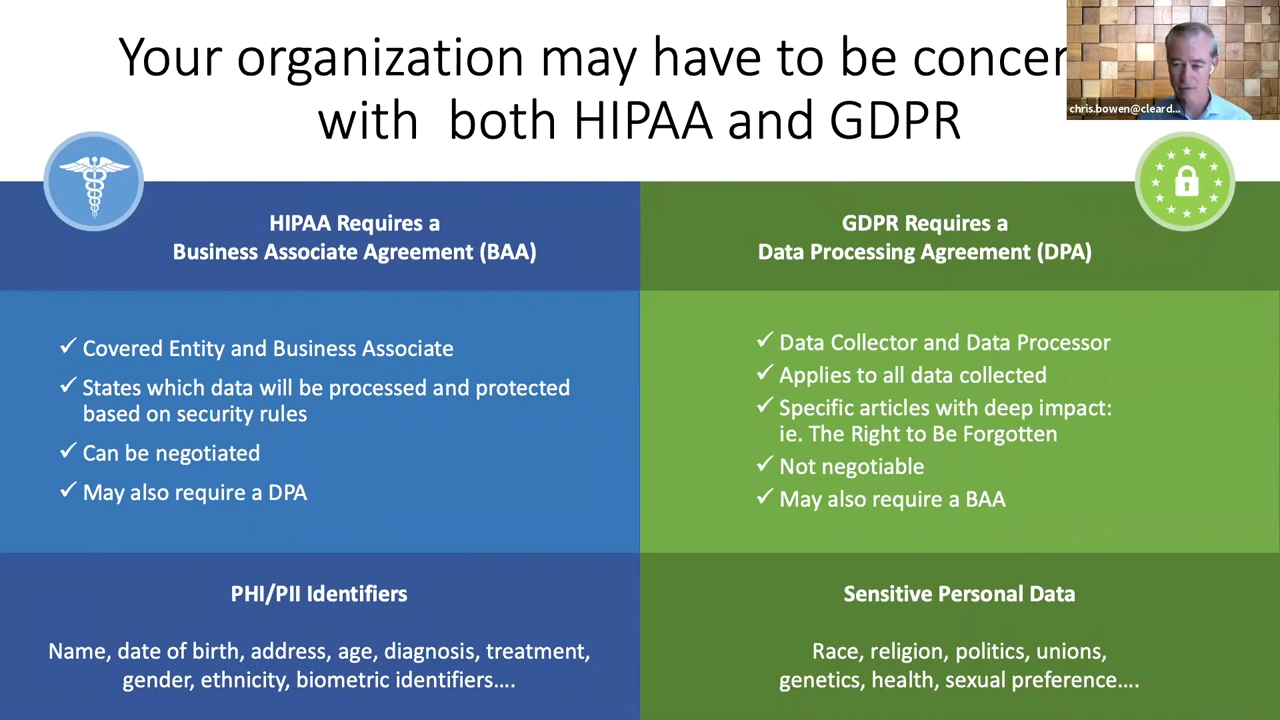 Your organization may have to be concer
with both HIPAA and GDPR
chris.bowen@cleard...
HIPAA Requires a
Business Associate Agreement (BAA)
✓ Covered Entity and Business Associate
✓ States which data will be processed and protected
based on security rules
✓ Can be negotiated
✓ May also require a DPA
PHI/PII Identifiers
Name, date of birth, address, age, diagnosis, treatment,
gender, ethnicity, biometric identifiers....
GDPR Requires a
Data Processing Agreement (DPA)
✓ Data Collector and Data Processor
✓ Applies to all data collected
✓ Specific articles with deep impact:
ie. The Right to Be Forgotten
✓ Not negotiable
✓ May also require a BAA
Sensitive Personal Data
Race, religion, politics, unions,
genetics, health, sexual preference....